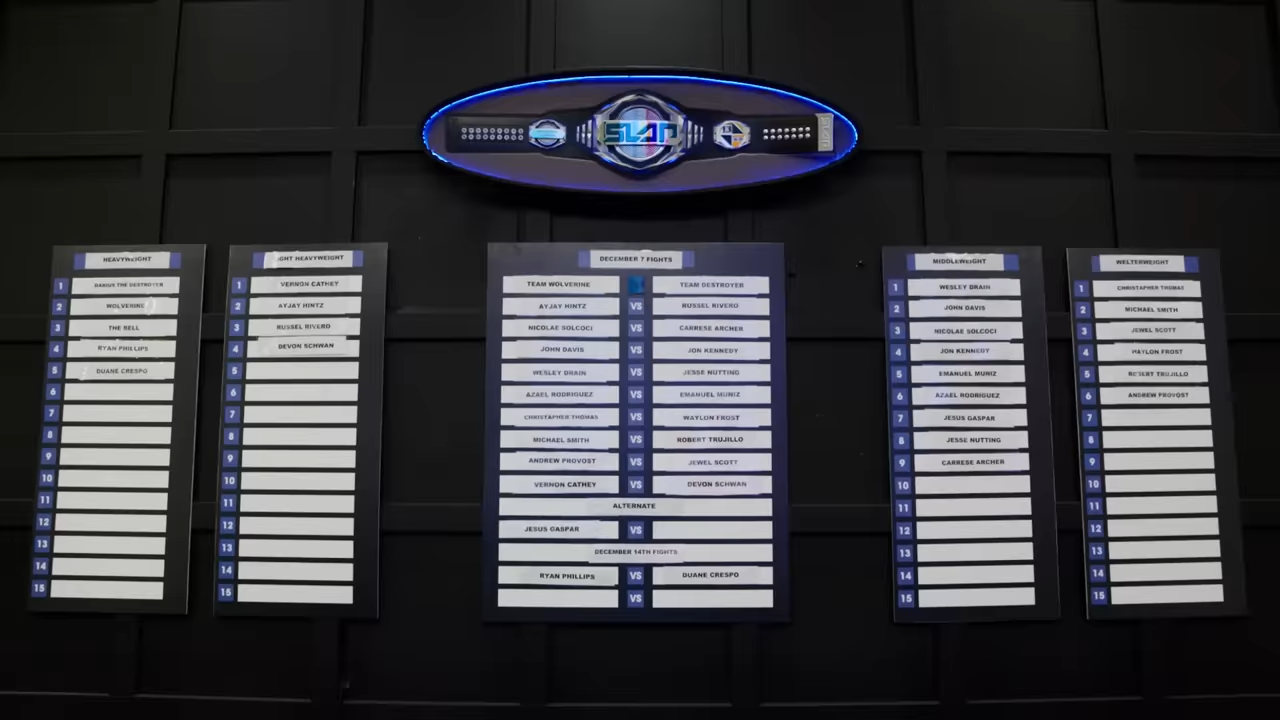 SLAP
HEAVYWEIGHT
1 DARIUS THE DESTROYER
2 WOLVERINE
3 THE BELL
4 RYAN PHILLIPS
5 DUANE CRESPO
6
7
8
9
10
11
12
13
14
15
LIGHT HEAVYWEIGHT
1 VERNON CATHEY
2 AYJAY HINTZ
3 RUSSEL RIVERO
4 DEVON SCHWAN
5
6
7
8
9
10
11
12
13
14
15
DECEMBER 7 FIGHTS
TEAM WOLVERINE TEAM DESTROYER
AYJAY HINTZ VS RUSSEL RIVERO
NICOLAE SOLCOCI VS CARRESE ARCHER
JOHN DAVIS VS JON KENNEDY
WESLEY DRAIN VS JESSE NUTTING
AZAEL RODRIGUEZ VS EMANUEL MUNIZ
CHRISTOPHER THOMAS VS WAYLON FROST
MICHAEL SMITH VS ROBERT TRUJILLO
ANDREW PROVOST VS JEWEL SCOTT
VERNON CATHEY VS DEVON SCHWAN
ALTERNATE
JESUS GASPAR VS
DECEMBER 14TH FIGHTS
RYAN PHILLIPS VS DUANE CRESPO
VS
MIDDLEWEIGHT
1 WESLEY DRAIN
2 JOHN DAVIS
3 NICOLAE SOLCOCI
4 JON KENNEDY
5 EMANUEL MUNIZ
6 AZAEL RODRIGUEZ
7 JESUS GASPAR
8 JESSE NUTTING
9 CARRESE ARCHER
10
11
12
13
14
15
WELTERWEIGHT
1 CHRISTOPHER THOMAS
2 MICHAEL SMITH
3 JEWEL SCOTT
4 WAYLON FROST
5 ROBERT TRUJILLO
6 ANDREW PROVOST
7
8
9
10
11
12
13
14
15